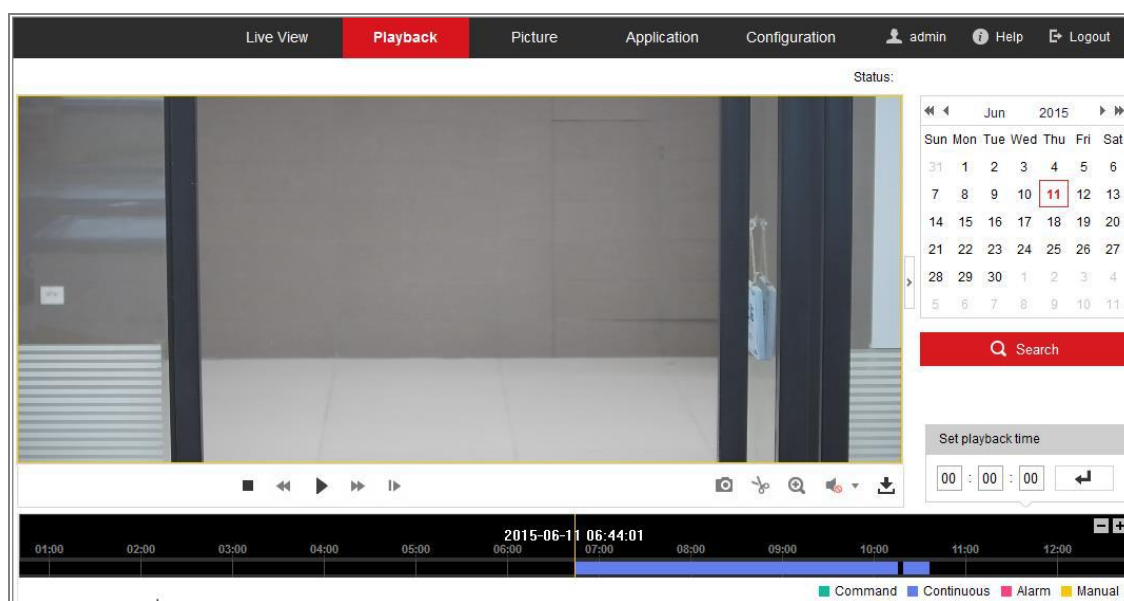 Live View Playback Picture Application Configuration admin Help Logout
Status:
Jun 2015
Sun Mon Tue Wed Thu Fri Sat
31 1 2 3 4 5 6
7 8 9 10 11 12 13
14 15 16 17 18 19 20
21 22 23 24 25 26 27
28 29 30 1 2 3 4
5 6 7 8 9 10 11
Search
Set playback time
00 : 00 : 00
2015-06-11 06:44:01
01:00 02:00 03:00 04:00 05:00 06:00 07:00 08:00 09:00 10:00 11:00 12:00
Command Continuous Alarm Manual